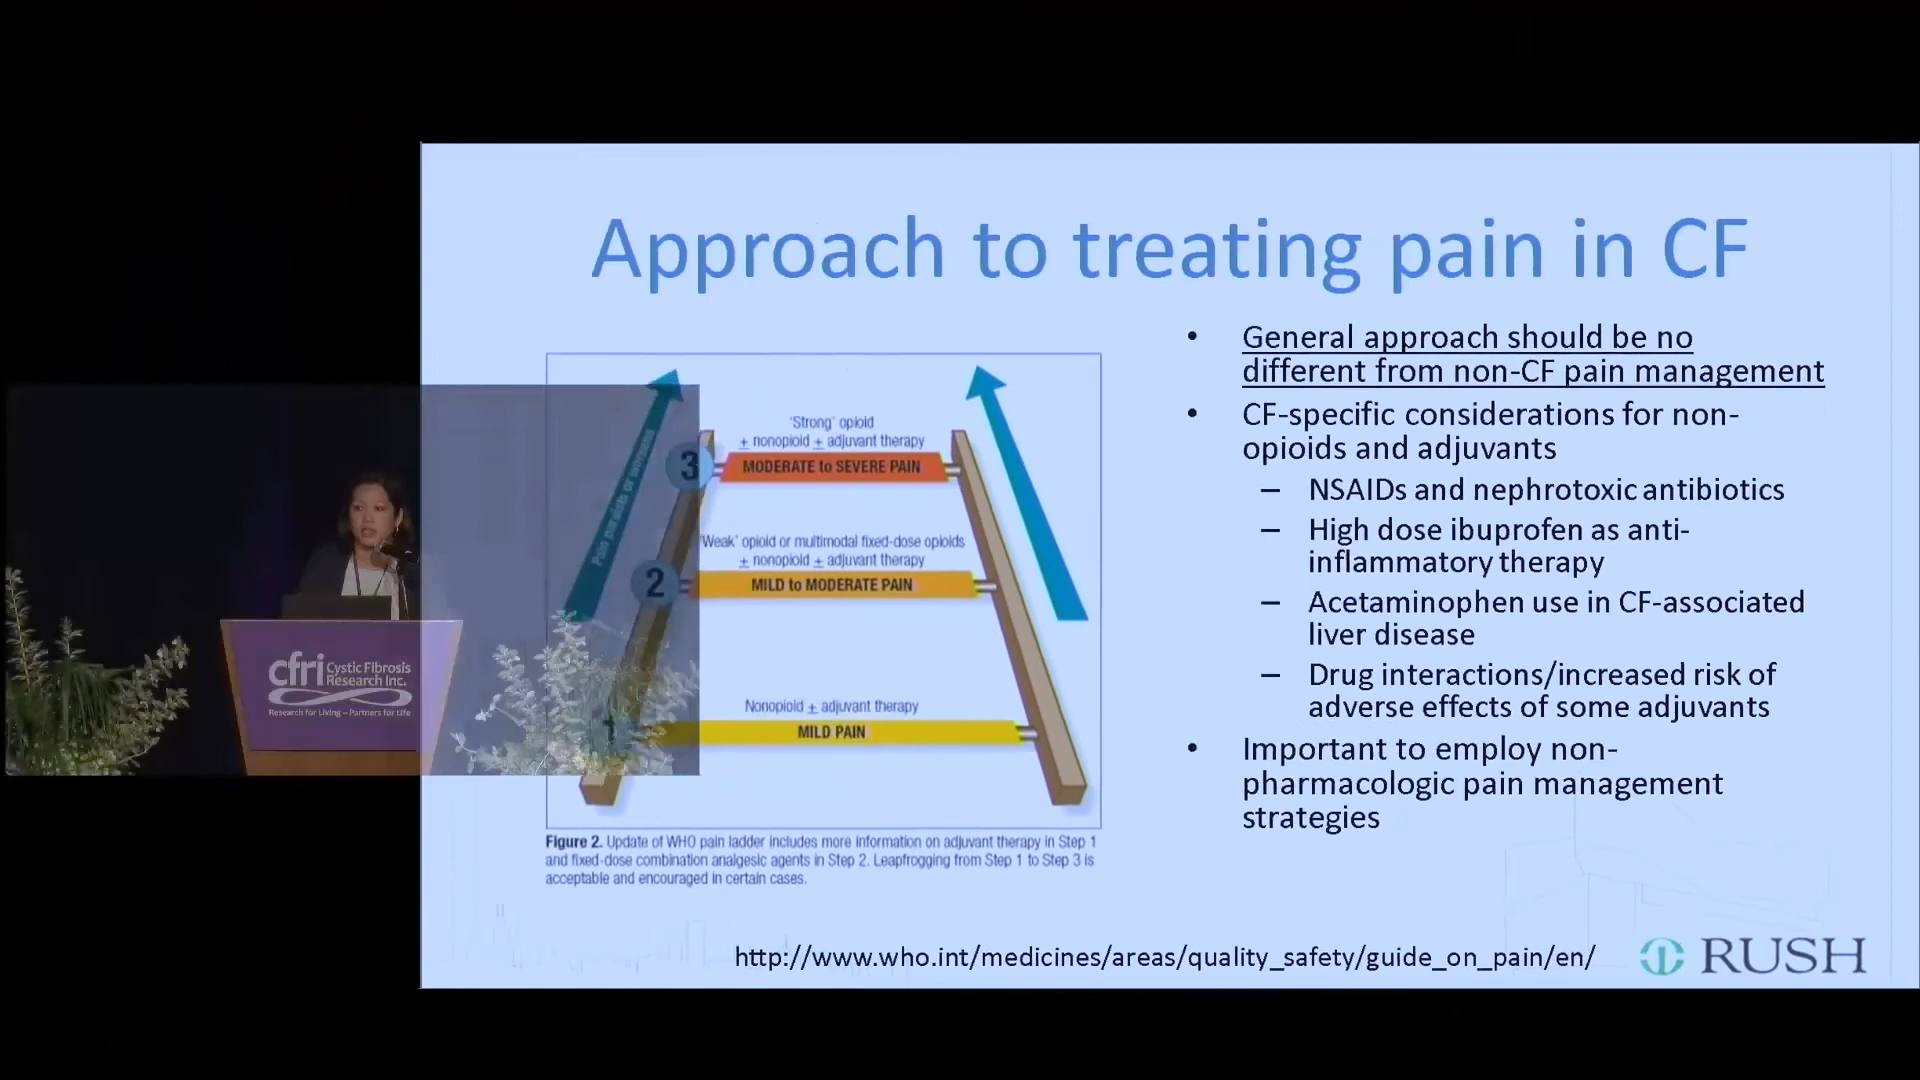 Approach to treating pain in CF
• General approach should be no
different from non-CF pain management
• CF-specific considerations for non-
opioids and adjuvants
– NSAIDs and nephrotoxic antibiotics
– High dose ibuprofen as anti-
inflammatory therapy
– Acetaminophen use in CF-associated
liver disease
– Drug interactions/increased risk of
adverse effects of some adjuvants
• Important to employ non-
pharmacologic pain management
strategies
Pain persists or worsens
3
'Strong' opioid
± nonopioid ± adjuvant therapy
MODERATE to SEVERE PAIN
2
'Weak' opioid or multimodal fixed-dose opioids
± nonopioid ± adjuvant therapy
MILD to MODERATE PAIN
1
Nonopioid ± adjuvant therapy
MILD PAIN
Figure 2. Update of WHO pain ladder includes more information on adjuvant therapy in Step 1
and fixed-dose combination analgesic agents in Step 2. Leapfrogging from Step 1 to Step 3 is
acceptable and encouraged in certain cases.
http://www.who.int/medicines/areas/quality_safety/guide_on_pain/en/
RUSH
cfri Cystic Fibrosis
Research Inc.
Research for Living – Partners for Life